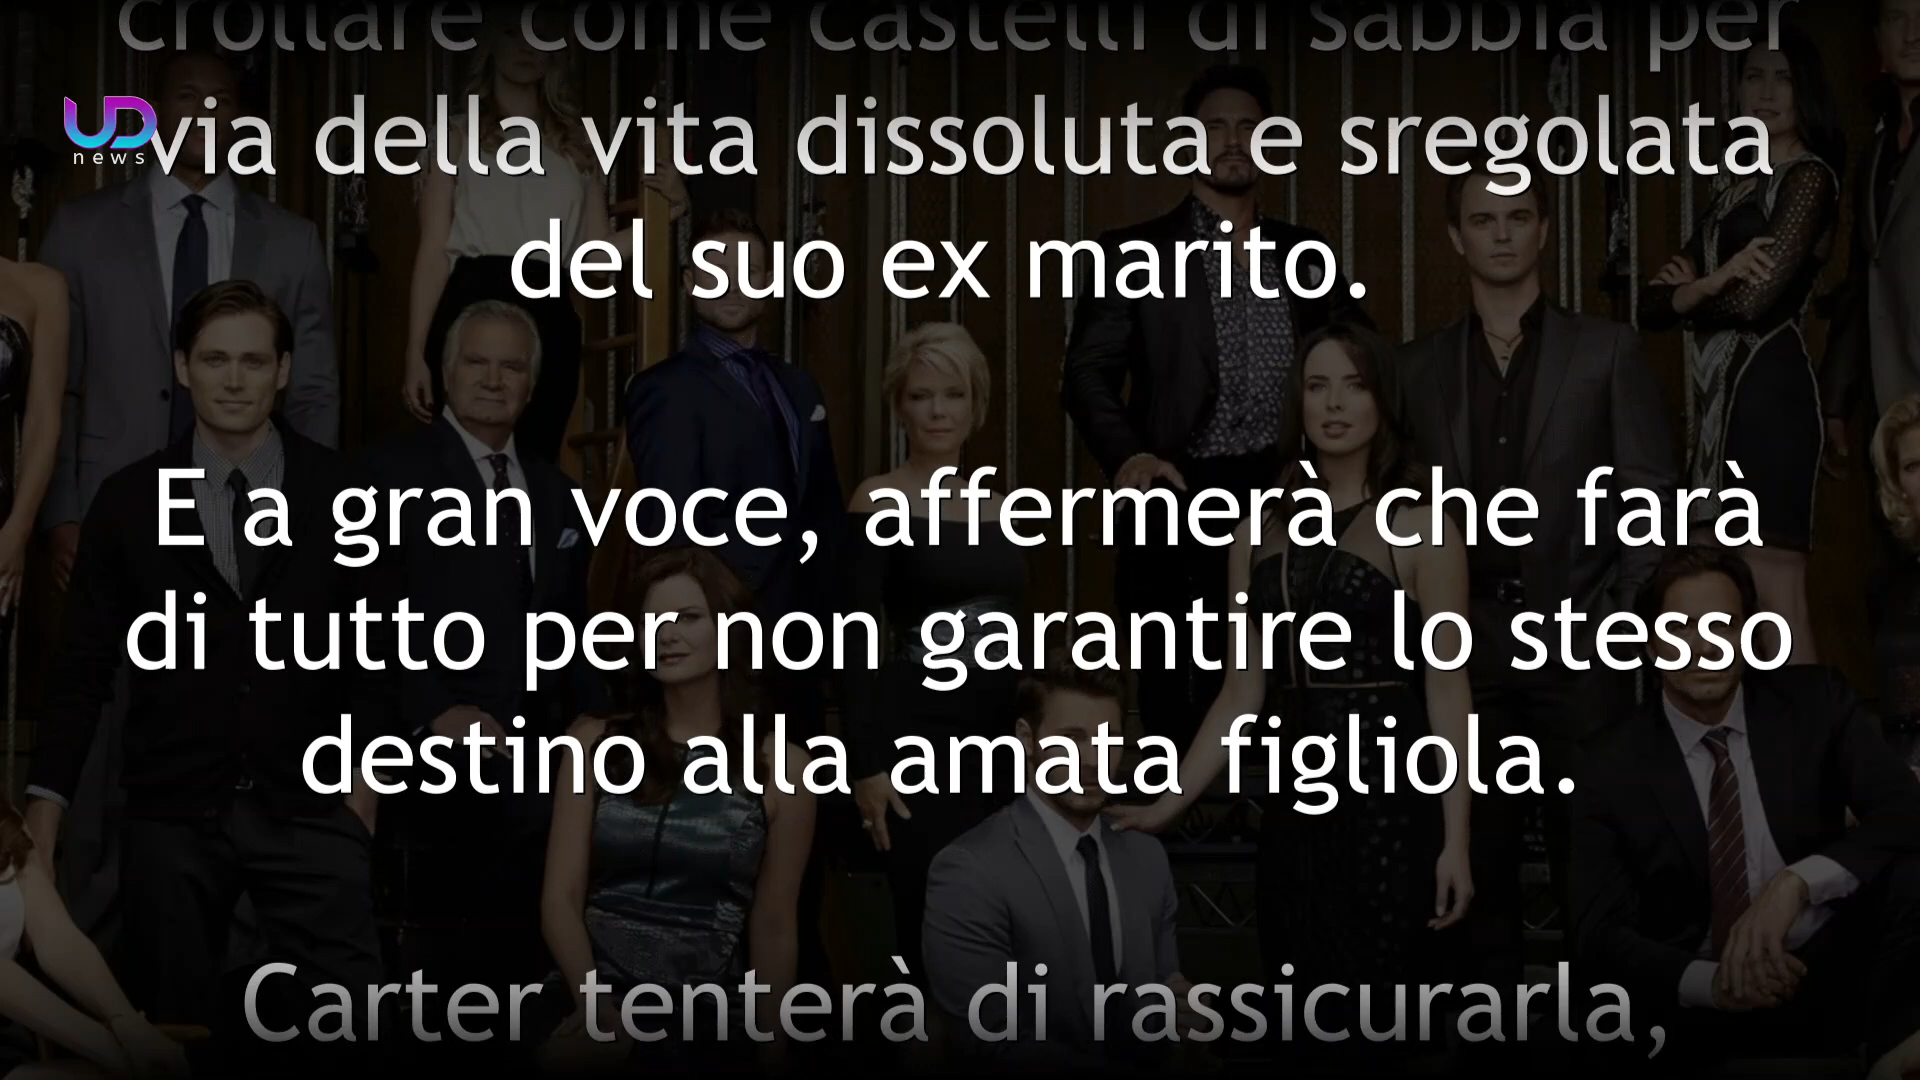 crollare come castelli di sabbia per
UD
news
via della vita dissoluta e sregolata
del suo ex marito.
E a gran voce, affermerà che farà
di tutto per non garantire lo stesso
destino alla amata figliola.
Carter tenterà di rassicurarla,